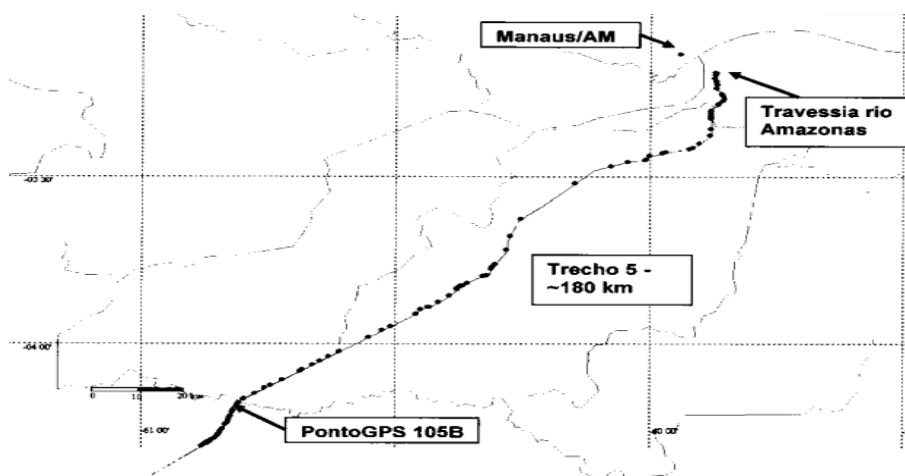 Manaus/AM
Travessia rio
Amazonas
-03 30'
Trecho 5 -
~180 km
-04 00'
0 10 20 km
PontoGPS 105B
-61 00'
-60 00'